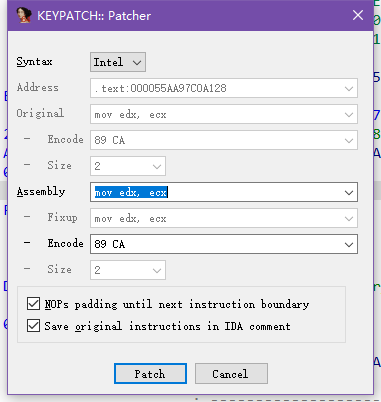 KEYPATCH:: Patcher
Syntax Intel
Address .text:000055AA97C0A128
Original mov edx, ecx
- Encode 89 CA
- Size 2
Assembly mov edx, ecx
- Fixup mov edx, ecx
- Encode 89 CA
- Size 2
NOPs padding until next instruction boundary
Save original instructions in IDA comment
Patch Cancel